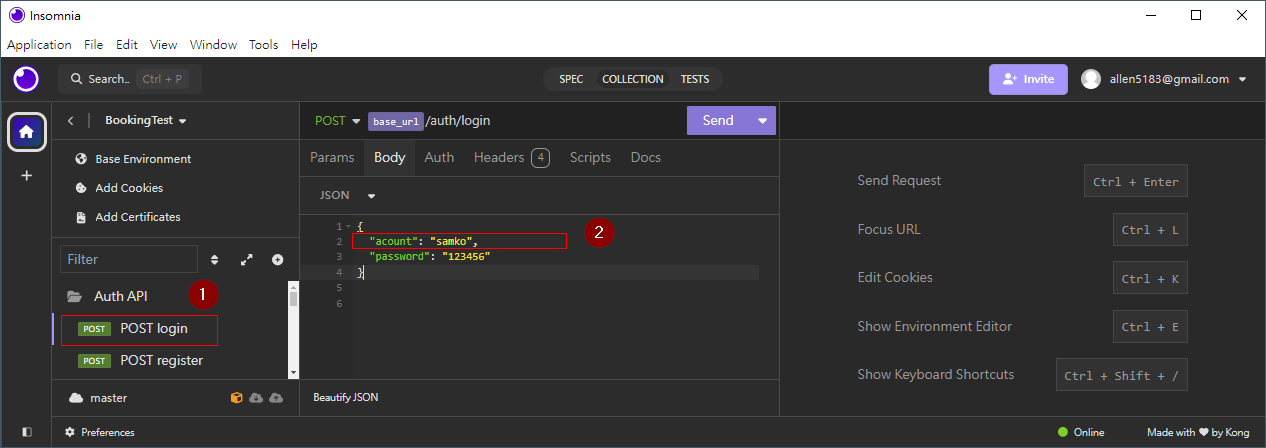 Insomnia
Application File Edit View Window Tools Help
Search.. Ctrl + P
SPEC COLLECTION TESTS
Invite
allen5183@gmail.com
BookingTest
Base Environment
Add Cookies
Add Certificates
Filter
Auth API
1
POST POST login
POST POST register
master
Preferences
POST base_url/auth/login
Send
Params Body Auth Headers 4 Scripts Docs
JSON
1 {
2 "acount": "samko",
3 "password": "123456"
4 }
5
6
2
Beautify JSON
Send Request Ctrl + Enter
Focus URL Ctrl + L
Edit Cookies Ctrl + K
Show Environment Editor Ctrl + E
Show Keyboard Shortcuts Ctrl + Shift + /
Online
Made with ♥ by Kong